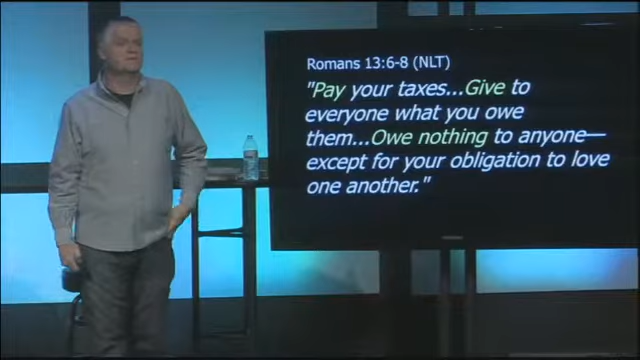 Romans 13:6-8 (NLT)
"Pay your taxes...Give to
everyone what you owe
them...Owe nothing to anyone—
except for your obligation to love
one another."